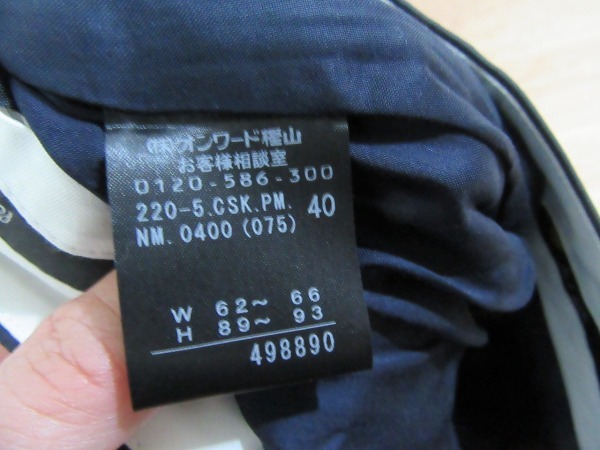 (株)オンワード樫山
お客様相談室
0120-586-300
220-5.CSK.PM. 40
NM. 0400 (075)
W 62～ 66
H 89～ 93
498890